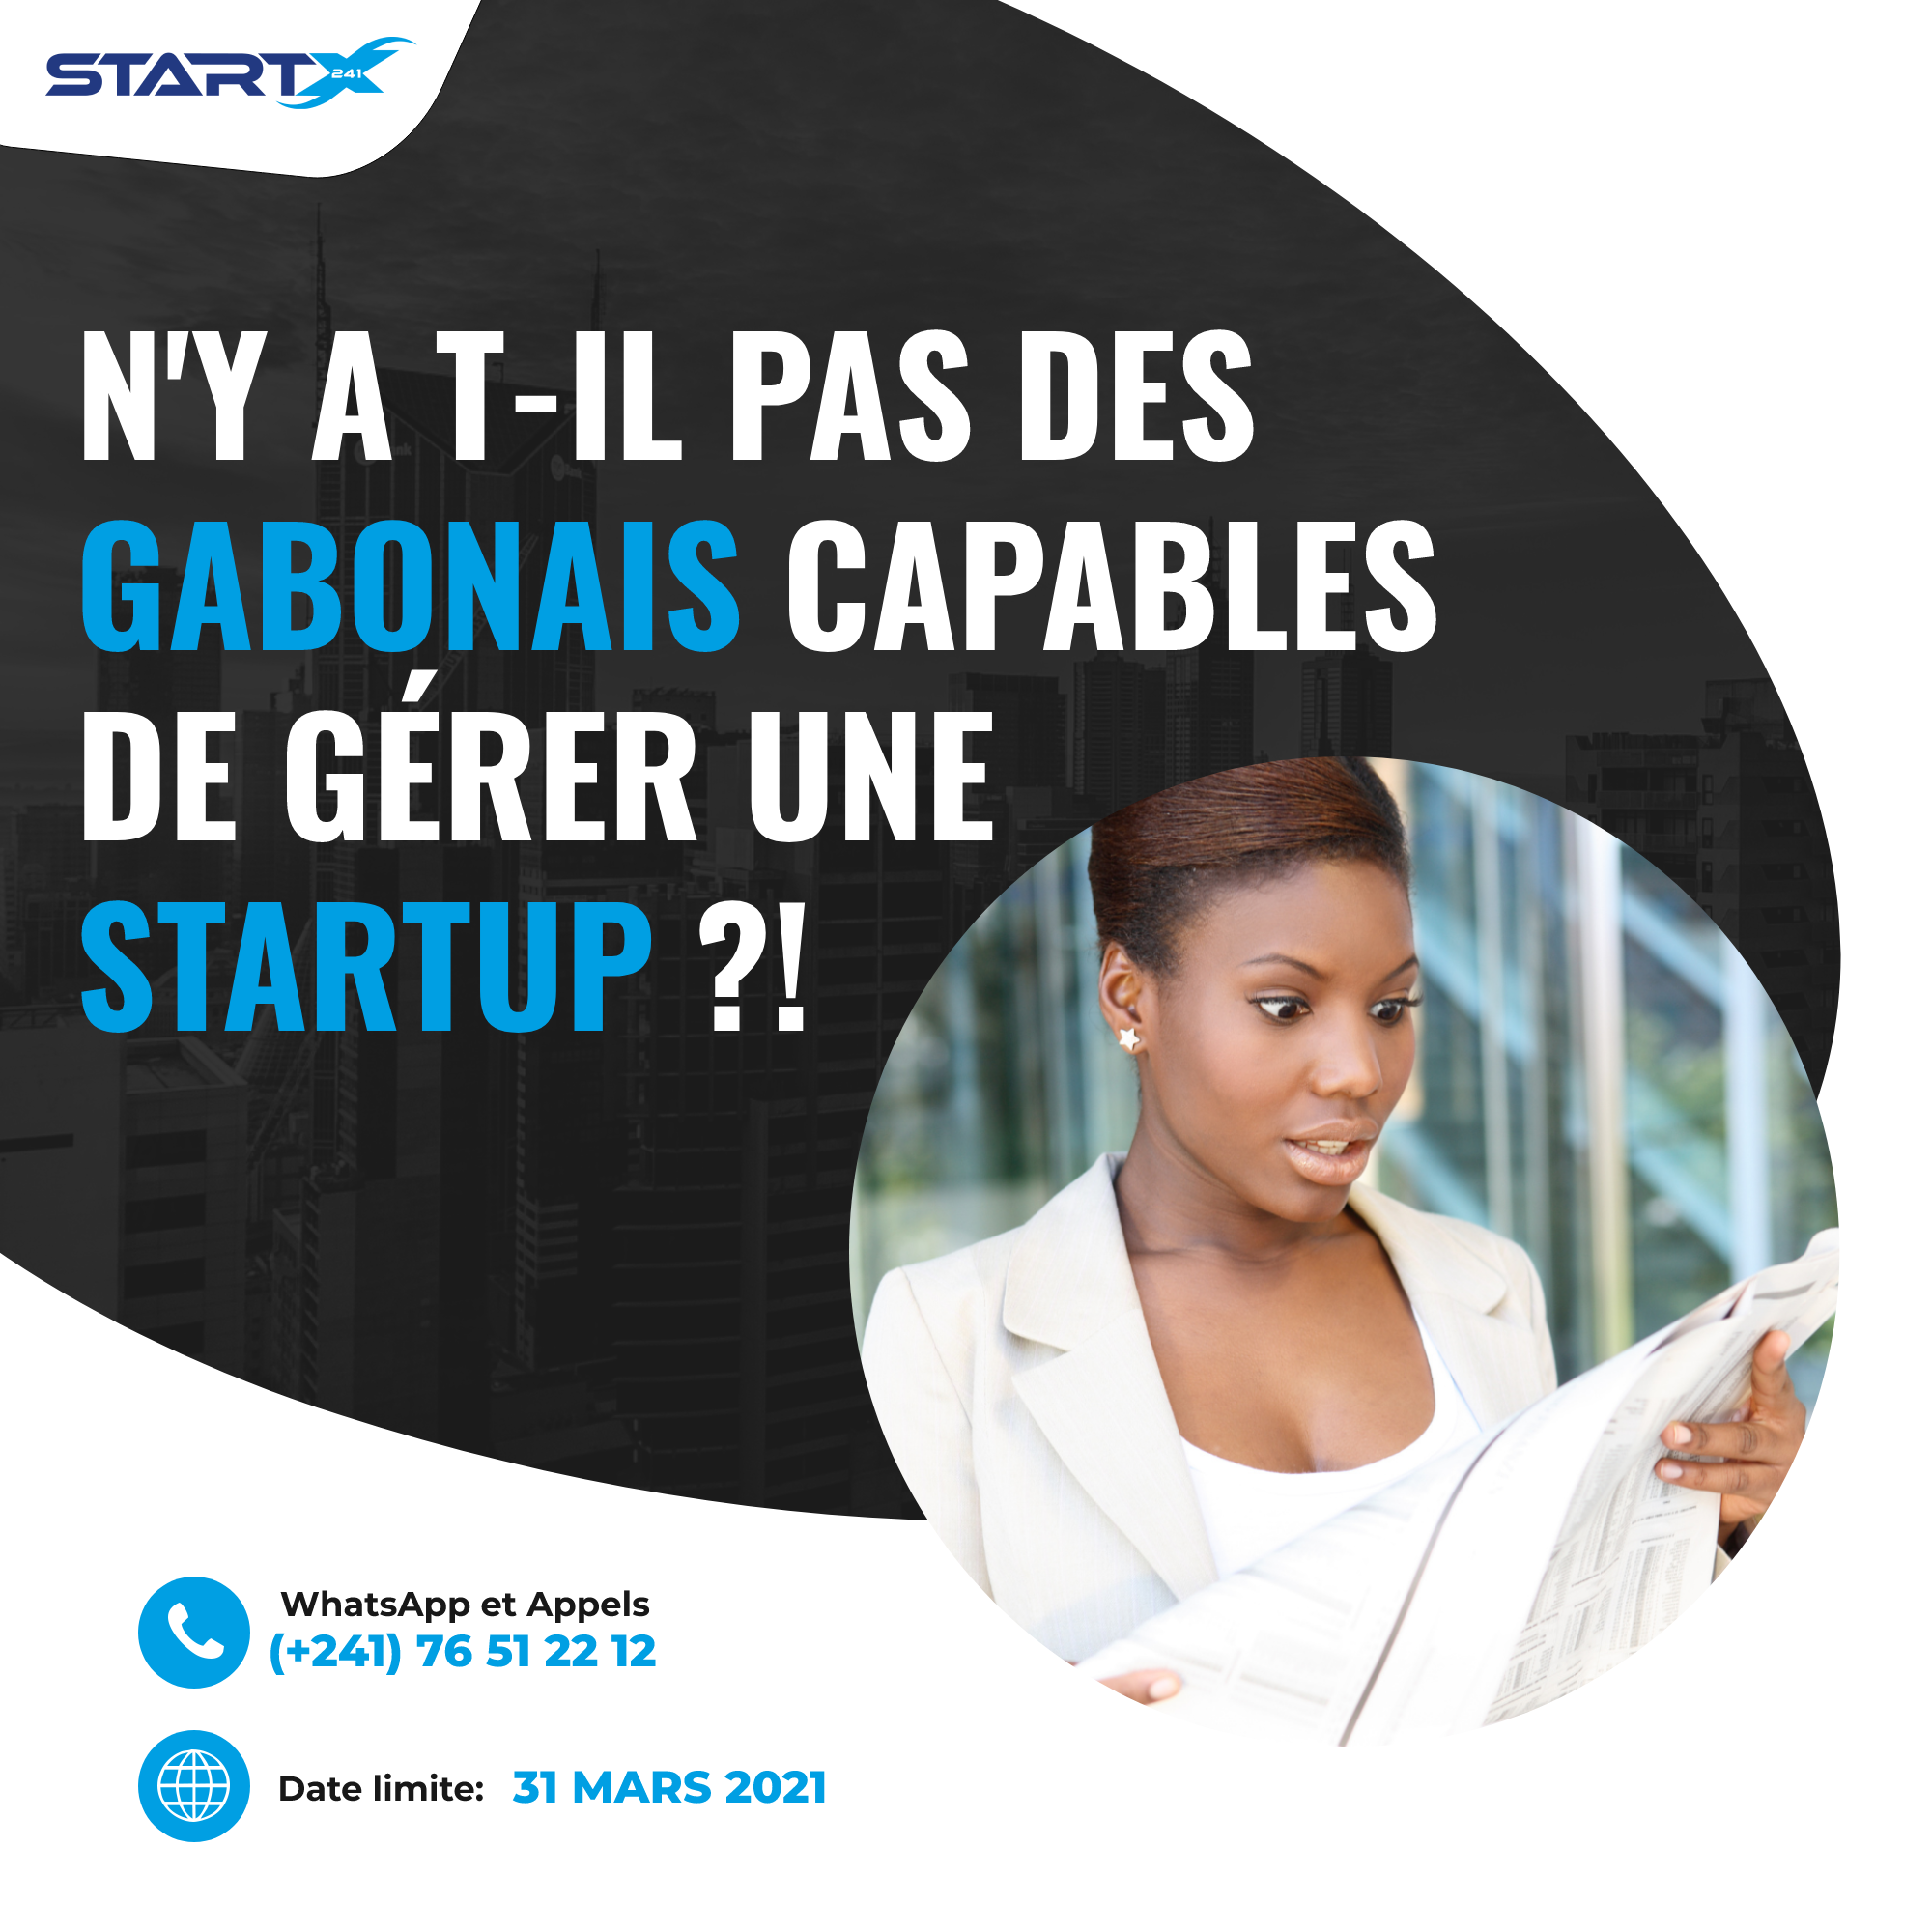 STARTX
241
N'Y A T-IL PAS DES
GABONAIS CAPABLES
DE GÉRER UNE
STARTUP ?!
WhatsApp et Appels
(+241) 76 51 22 12
Date limite: 31 MARS 2021